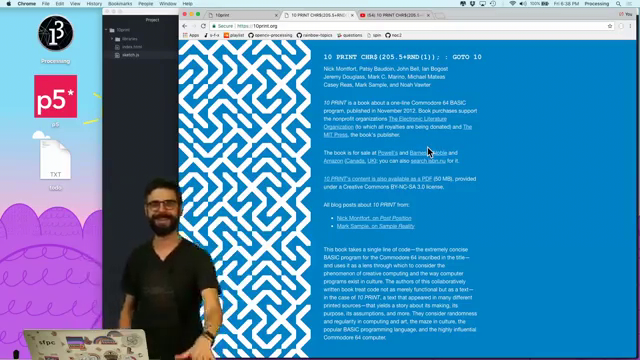 Chrome File Edit View History Bookmarks People Window Help
100% Fri 6:38 PM Processing
Processing
p5*
p5
TXT
todo
Project
10print
libraries
index.html
sketch.js
10print
10 PRINT CHR$(205.5+RND(1)
(54) 10 PRINT CHR$(205.5+
You
Secure https://10print.org
Apps
playlist
openvis-processing
rainbow-topics
questions
10 PRINT CHR$(205.5+RND(1)); : GOTO 10
Nick Montfort, Patsy Baudoin, John Bell, Ian Bogost
Jeremy Douglass, Mark C. Marino, Michael Mateas
Casey Reas, Mark Sample, and Noah Vawter
10 PRINT is a book about a one-line Commodore 64 BASIC
program, published in November 2012. Book purchases support
the nonprofit organizations The Electronic Literature
Organization (to which all royalties are being donated) and The
MIT Press, the book's publisher.
The book is for sale at Powell's and Barnes & Noble and
Amazon (Canada, UK); you can also search isbn.nu for it.
10 PRINT's content is also available as a PDF (50 MB), provided
under a Creative Commons BY-NC-SA 3.0 license.
All blog posts about 10 PRINT from:
Nick Montfort, on Post Position
Mark Sample, on Sample Reality
This book takes a single line of code—the extremely concise
BASIC program for the Commodore 64 inscribed in the title—
and uses it as a lens through which to consider the
phenomenon of creative computing and the way computer
programs exist in culture. The authors of this collaboratively
written book treat code not as merely functional but as a text—
in the case of 10 PRINT, a text that appeared in many different
printed sources—that yields a story about its making, its
purpose, its assumptions, and more. They consider randomness
and regularity in computing and art, the maze in culture, the
popular BASIC programming language, and the highly influential
Commodore 64 computer.
sfpc